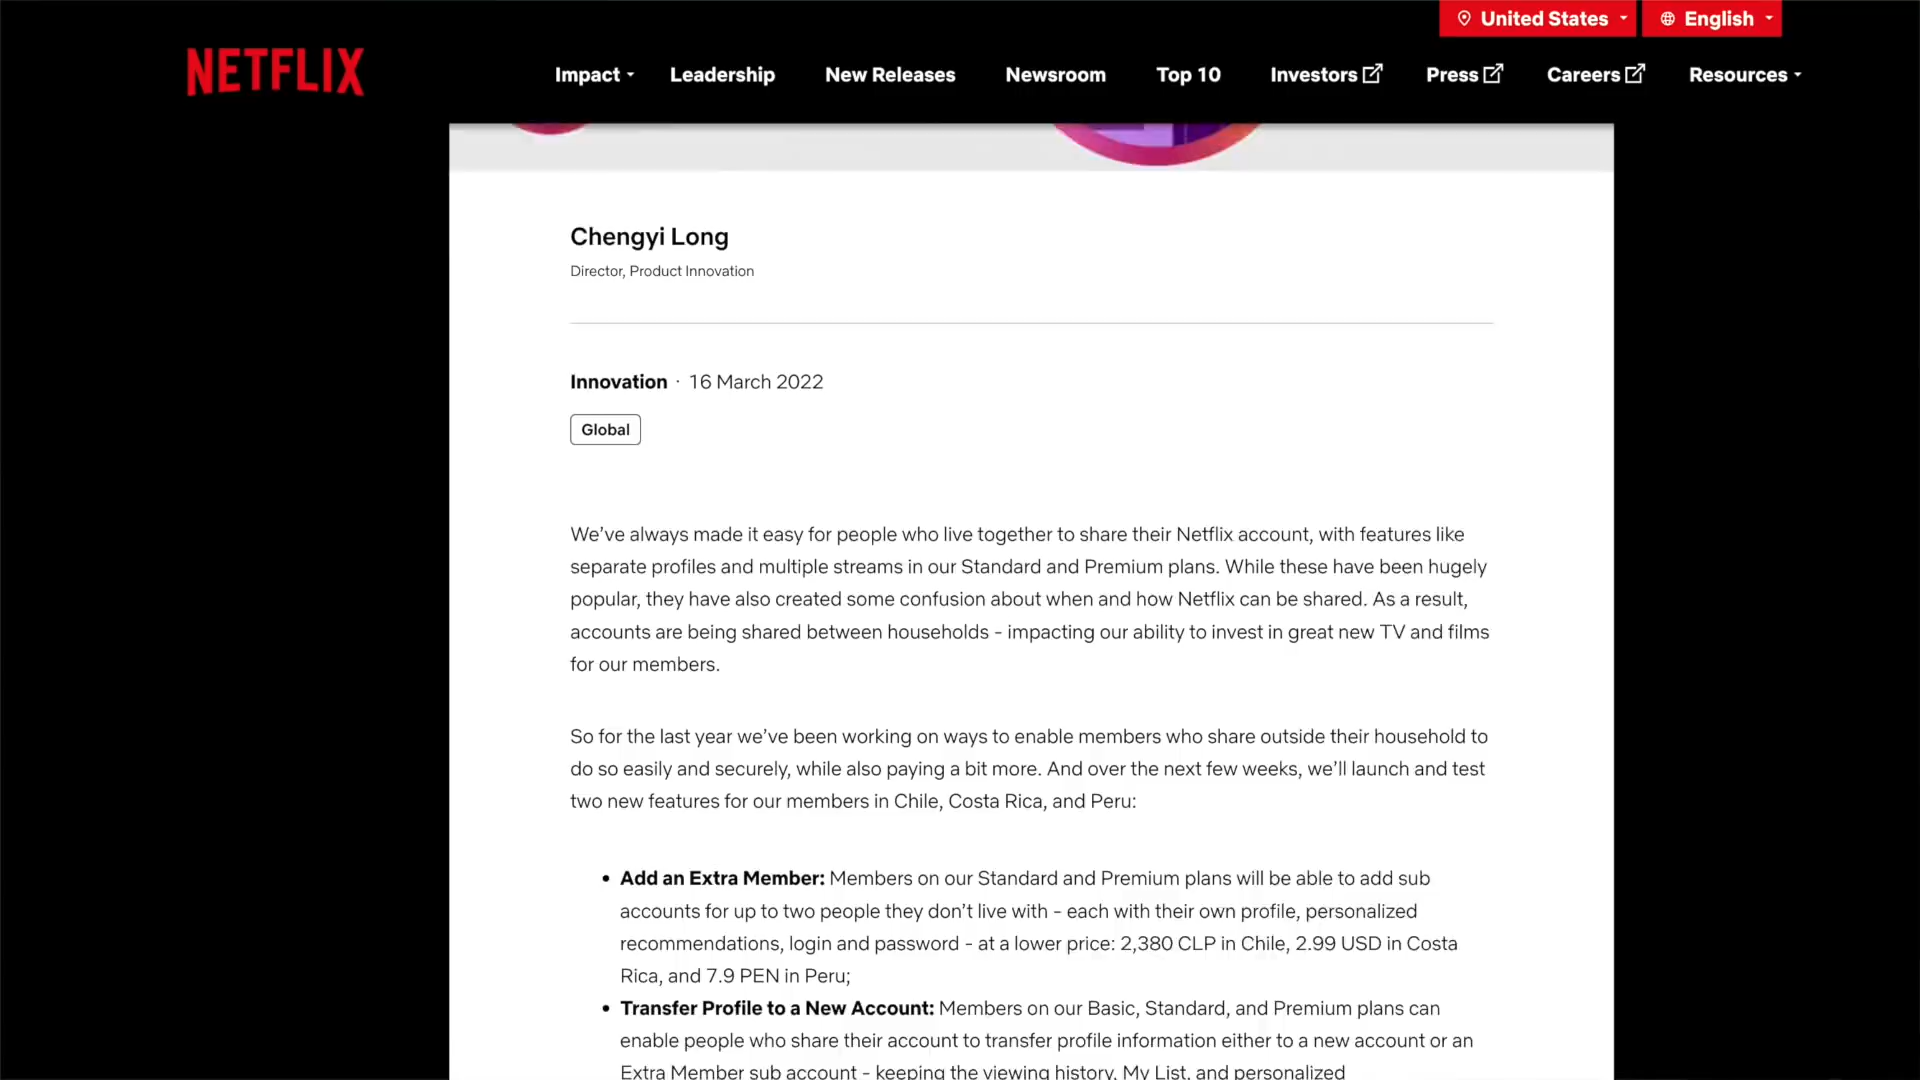 United States English
NETFLIX Impact Leadership New Releases Newsroom Top 10 Investors Press Careers Resources
Chengyi Long
Director, Product Innovation
Innovation · 16 March 2022
Global
We’ve always made it easy for people who live together to share their Netflix account, with features like
separate profiles and multiple streams in our Standard and Premium plans. While these have been hugely
popular, they have also created some confusion about when and how Netflix can be shared. As a result,
accounts are being shared between households - impacting our ability to invest in great new TV and films
for our members.
So for the last year we’ve been working on ways to enable members who share outside their household to
do so easily and securely, while also paying a bit more. And over the next few weeks, we’ll launch and test
two new features for our members in Chile, Costa Rica, and Peru:
• Add an Extra Member: Members on our Standard and Premium plans will be able to add sub
accounts for up to two people they don’t live with - each with their own profile, personalized
recommendations, login and password - at a lower price: 2,380 CLP in Chile, 2.99 USD in Costa
Rica, and 7.9 PEN in Peru;
• Transfer Profile to a New Account: Members on our Basic, Standard, and Premium plans can
enable people who share their account to transfer profile information either to a new account or an
Extra Member sub account - keeping the viewing history, My List, and personalized